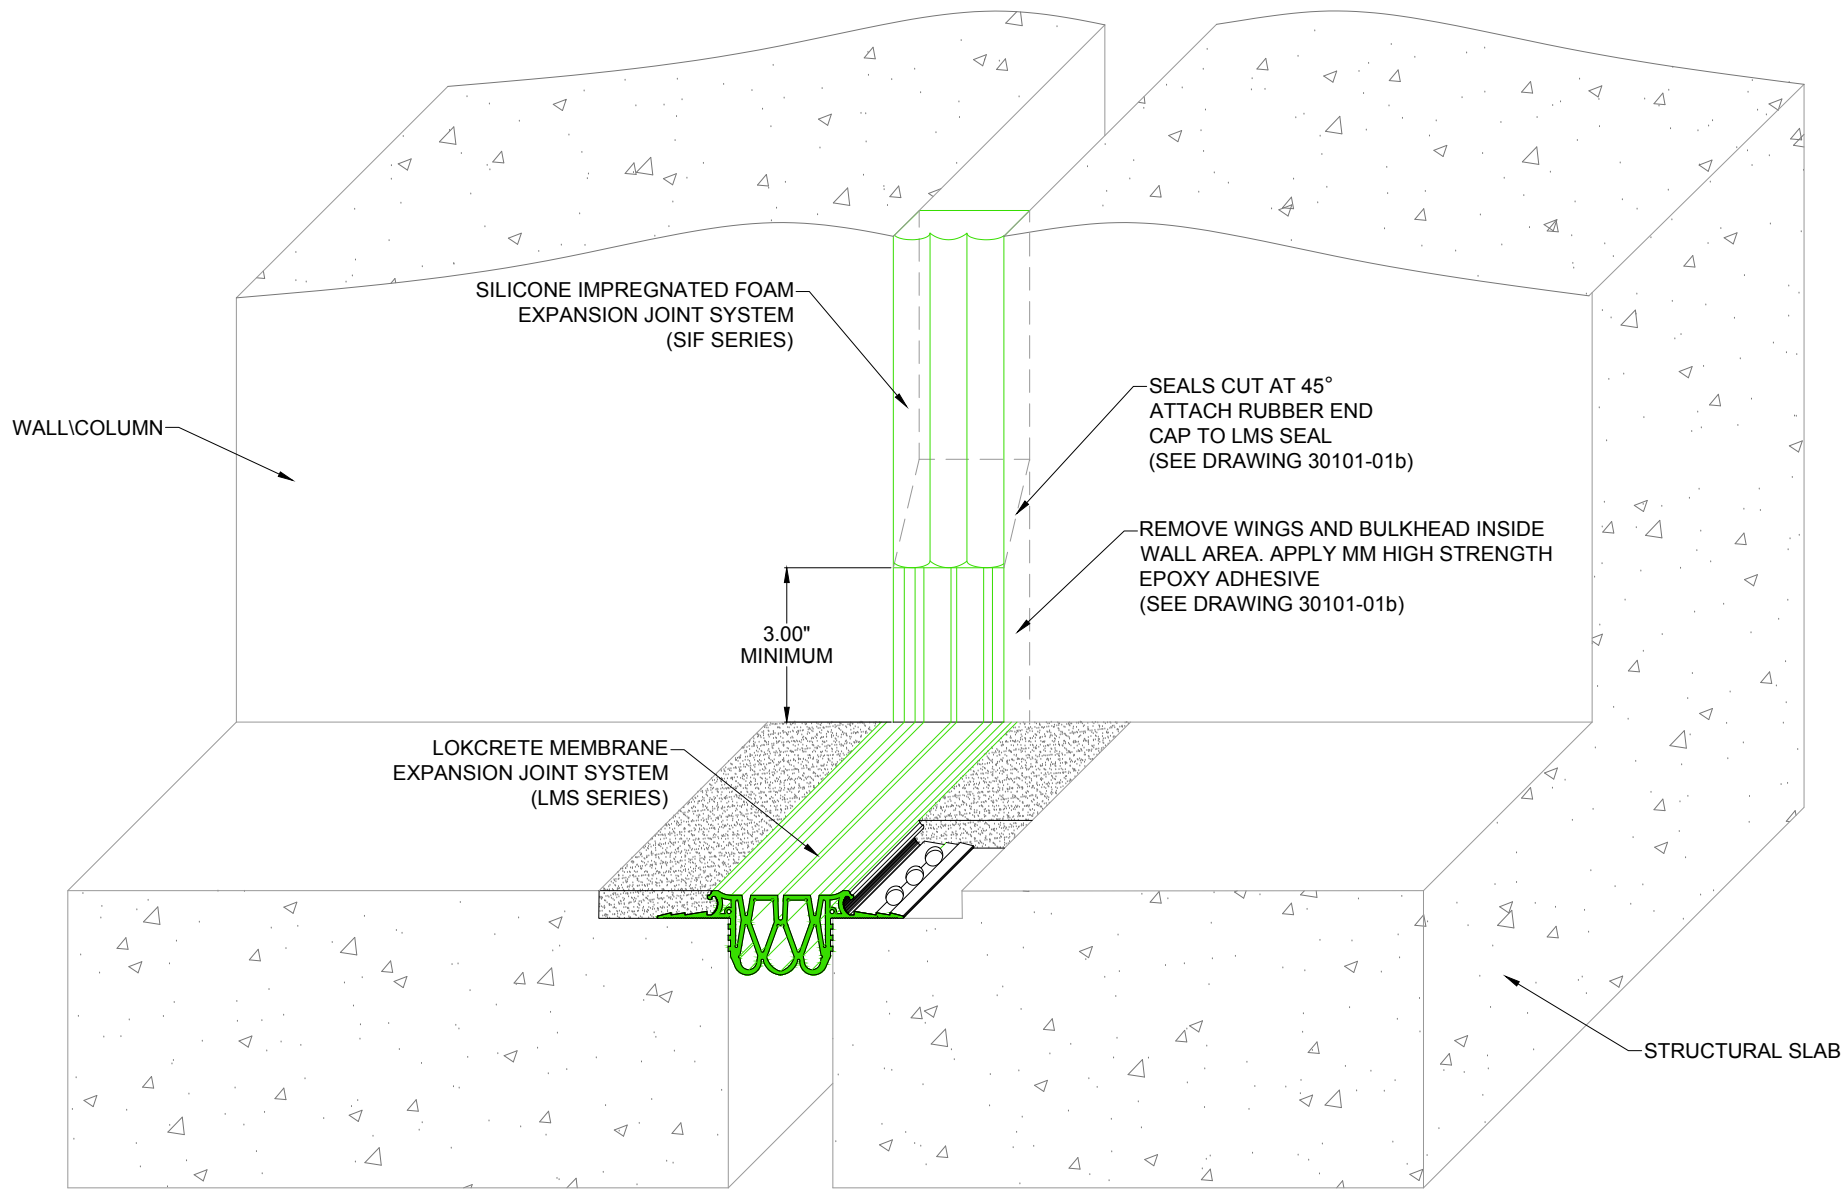 SILICONE IMPREGNATED FOAM
EXPANSION JOINT SYSTEM
(SIF SERIES)
SEALS CUT AT 45°
ATTACH RUBBER END
CAP TO LMS SEAL
(SEE DRAWING 30101-01b)
WALL\COLUMN
REMOVE WINGS AND BULKHEAD INSIDE
WALL AREA. APPLY MM HIGH STRENGTH
EPOXY ADHESIVE
(SEE DRAWING 30101-01b)
3.00"
MINIMUM
LOKCRETE MEMBRANE
EXPANSION JOINT SYSTEM
(LMS SERIES)
STRUCTURAL SLAB